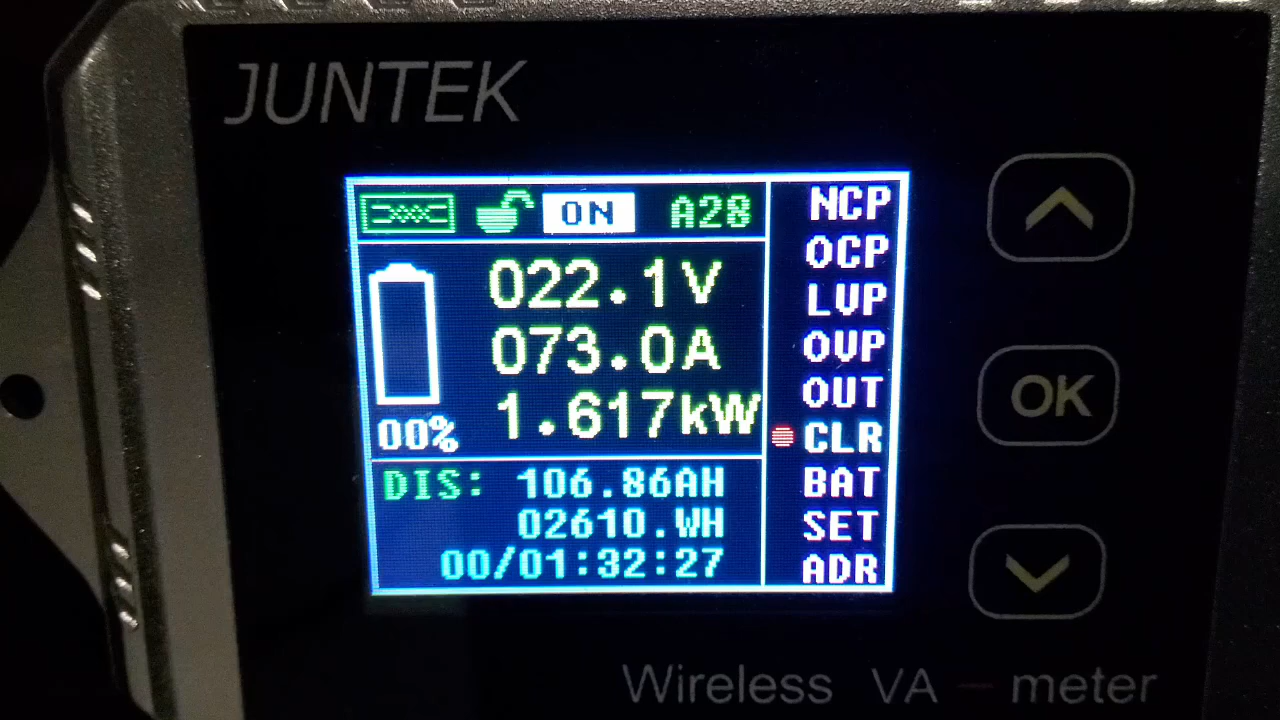 JUNTEK
ON A28
022.1V
073.0A
1.617kW
00%
DIS: 106.86AH
02610.WH
00/01:32:27
NCP
OCP
LVP
OVP
OUT
CLR
BAT
SET
ADR
OK
Wireless VA - meter